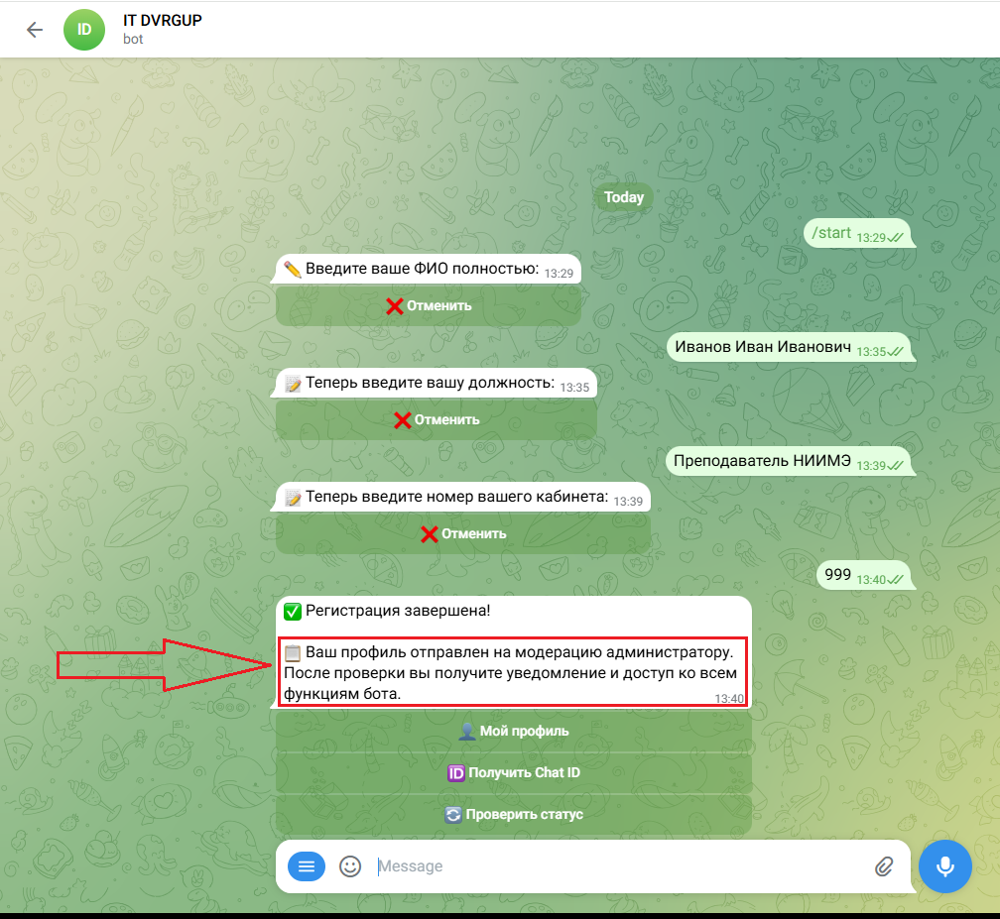 ID
IT DVRGUP
bot
Today
/start 13:29
Введите ваше ФИО полностью: 13:29
Отменить
Иванов Иван Иванович 13:35
Теперь введите вашу должность: 13:35
Отменить
Преподаватель НИИМЭ 13:39
Теперь введите номер вашего кабинета: 13:39
Отменить
999 13:40
Регистрация завершена!
Ваш профиль отправлен на модерацию администратору.
После проверки вы получите уведомление и доступ ко всем
функциям бота. 13:40
Мой профиль
ID Получить Chat ID
Проверить статус
Message